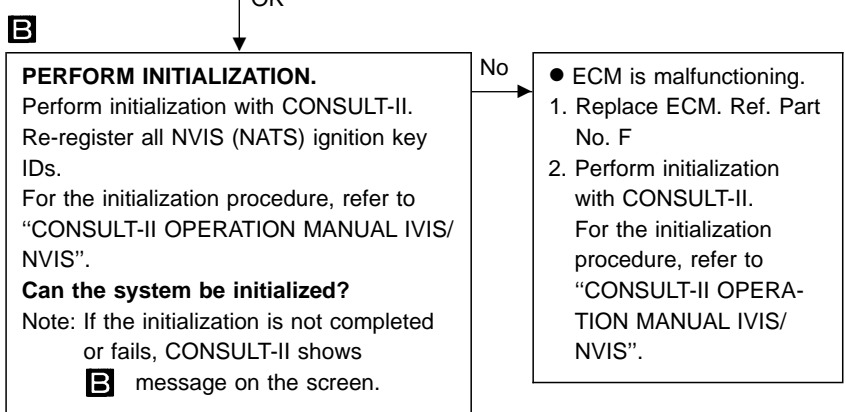 OK
B
PERFORM INITIALIZATION.
Perform initialization with CONSULT-II.
Re-register all NVIS (NATS) ignition key
IDs.
For the initialization procedure, refer to
‘‘CONSULT-II OPERATION MANUAL IVIS/
NVIS’’.
Can the system be initialized?
Note: If the initialization is not completed
or fails, CONSULT-II shows
B message on the screen.
No
● ECM is malfunctioning.
1. Replace ECM. Ref. Part
No. F
2. Perform initialization
with CONSULT-II.
For the initialization
procedure, refer to
‘‘CONSULT-II OPERA-
TION MANUAL IVIS/
NVIS’’.